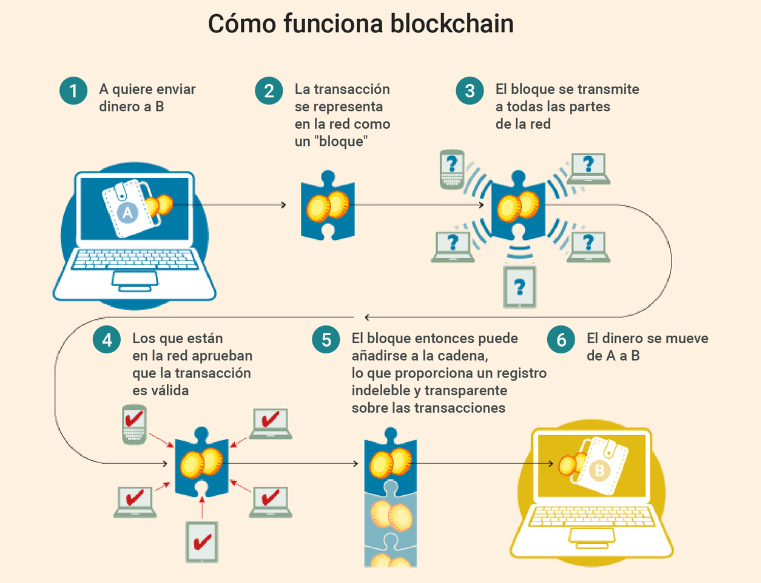 Cómo funciona blockchain
1
A quiere enviar
dinero a B
2
La transacción
se representa
en la red como
un "bloque"
3
El bloque se transmite
a todas las partes
de la red
A
?
?
?
?
?
4
Los que están
en la red aprueban
que la transacción
es válida
5
El bloque entonces puede
añadirse a la cadena,
lo que proporciona un registro
indeleble y transparente
sobre las transacciones
6
El dinero se mueve
de A a B
B